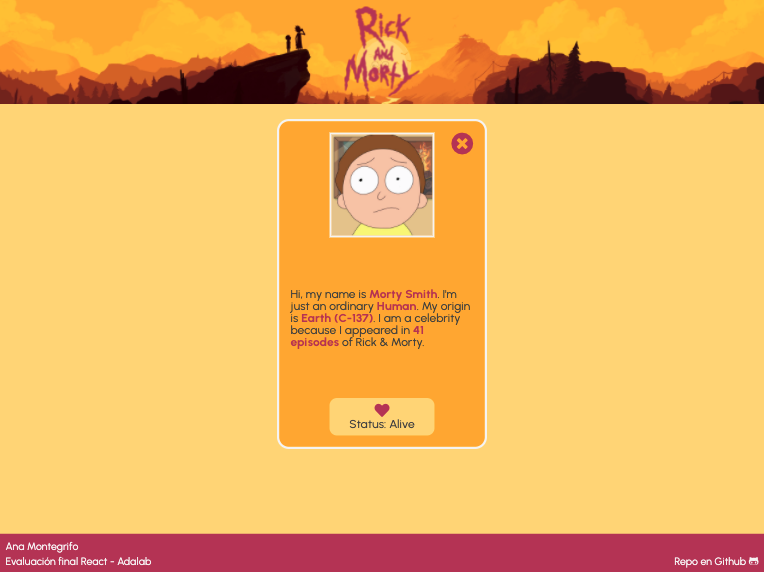 Rick
AND
Morty
Hi, my name is Morty Smith. I'm
just an ordinary Human. My origin
is Earth (C-137). I am a celebrity
because I appeared in 41
episodes of Rick & Morty.
Status: Alive
Ana Montegrifo
Evaluación final React - Adalab
Repo en Github